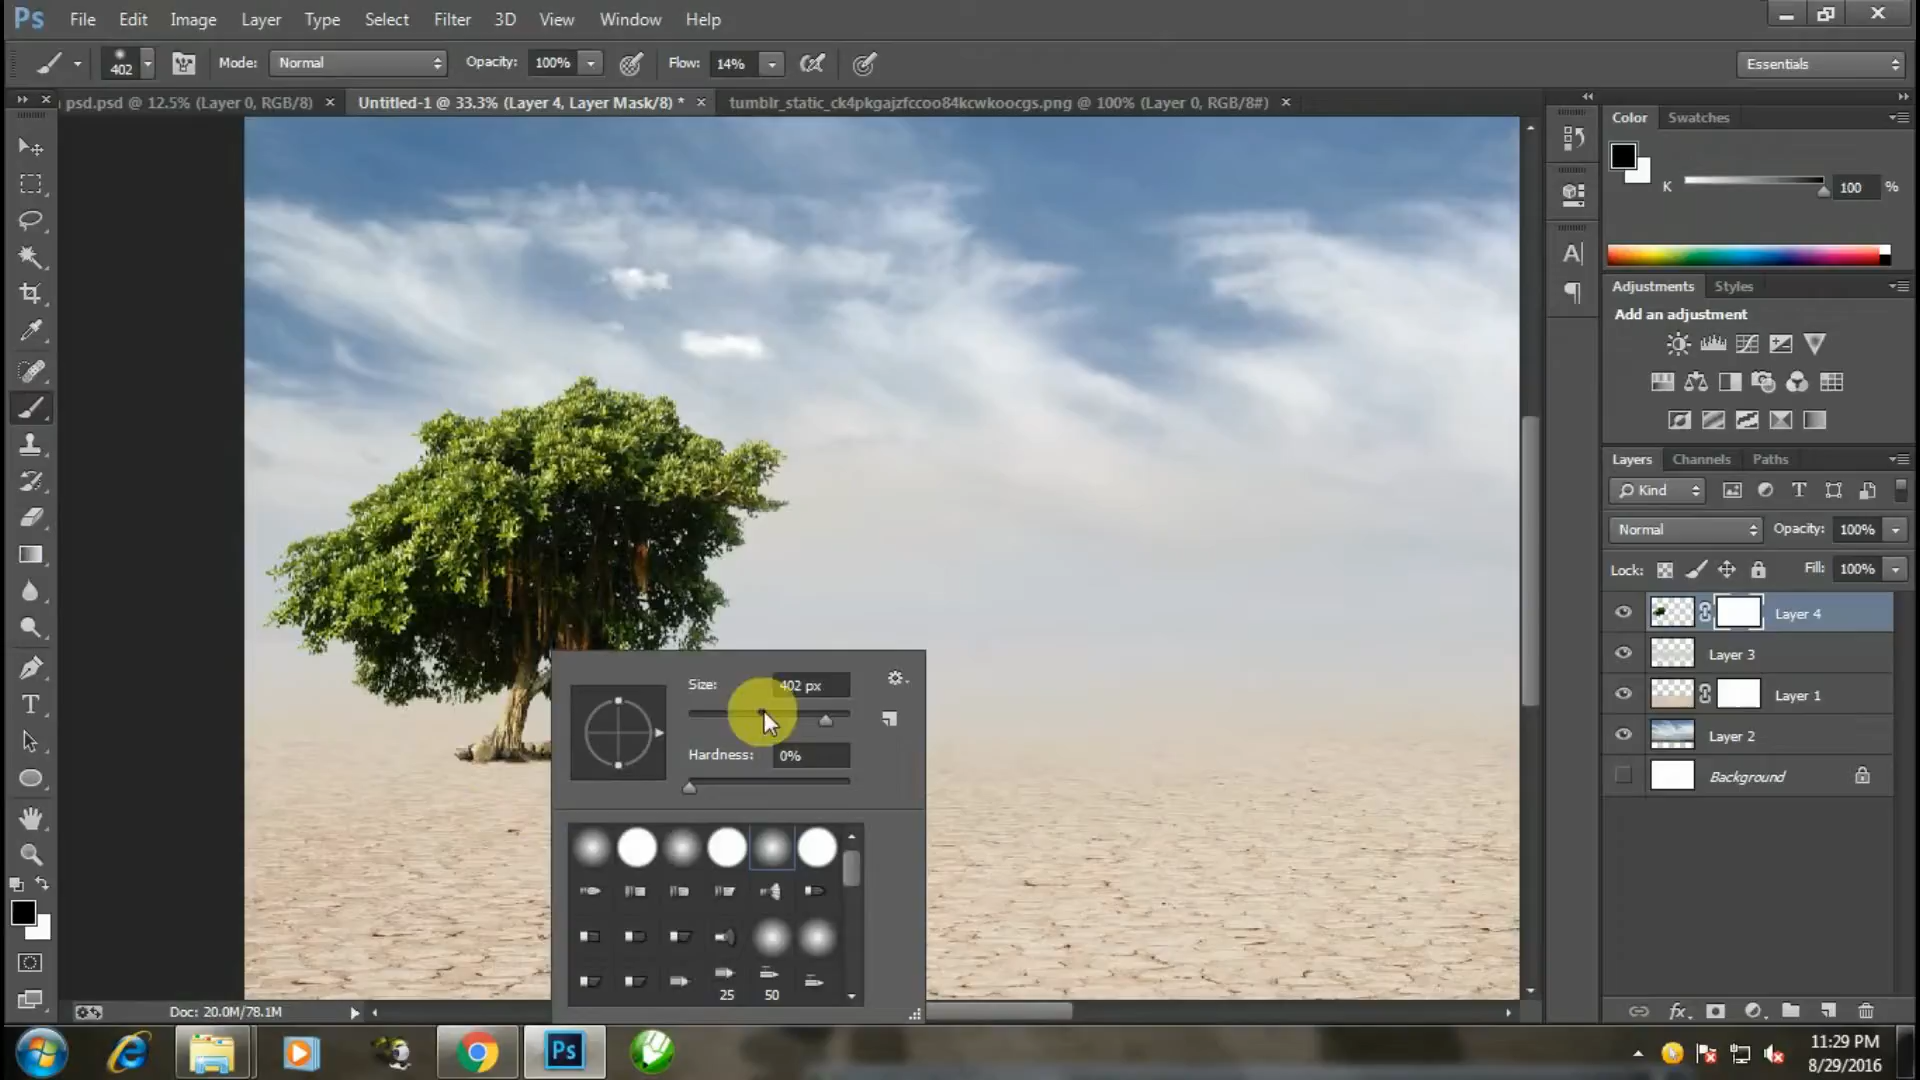 Ps File Edit Image Layer Type Select Filter 3D View Window Help
402 Mode: Normal Opacity: 100% Flow: 14% Essentials
psd.psd @ 12.5% (Layer 0, RGB/8) × Untitled-1 @ 33.3% (Layer 4, Layer Mask/8) * × tumblr_static_ck4pkgajzfccoo84kcwkoocgs.png @ 100% (Layer 0, RGB/8#) ×
Color Swatches
K 100 %
Adjustments Styles
Add an adjustment
Layers Channels Paths
Kind
Normal Opacity: 100%
Lock: Fill: 100%
Layer 4
Layer 3
Layer 1
Layer 2
Background
Size: 402 px
Hardness: 0%
25 50
Doc: 20.0M/78.1M
Ps
11:29 PM
8/29/2016